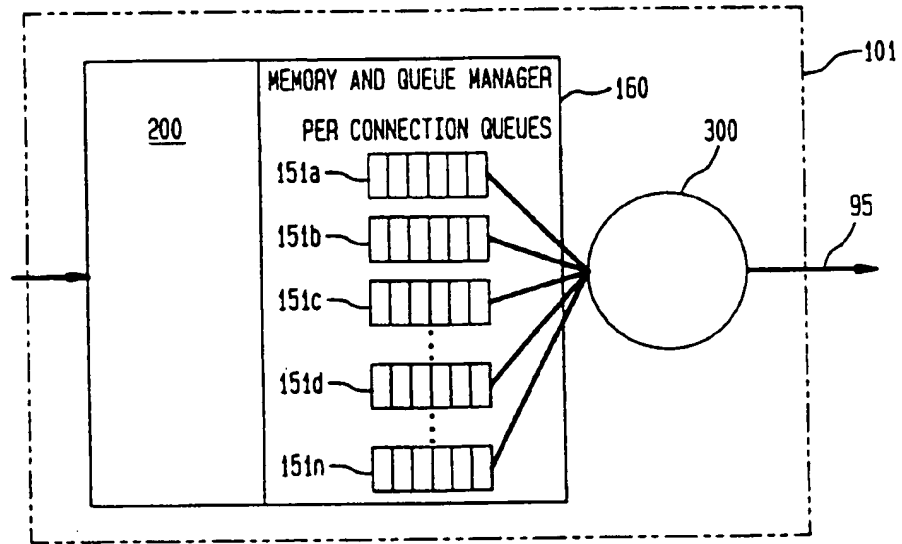 101
MEMORY AND QUEUE MANAGER
160
200
PER CONNECTION QUEUES
300
151a
95
151b
151c
151d
151n